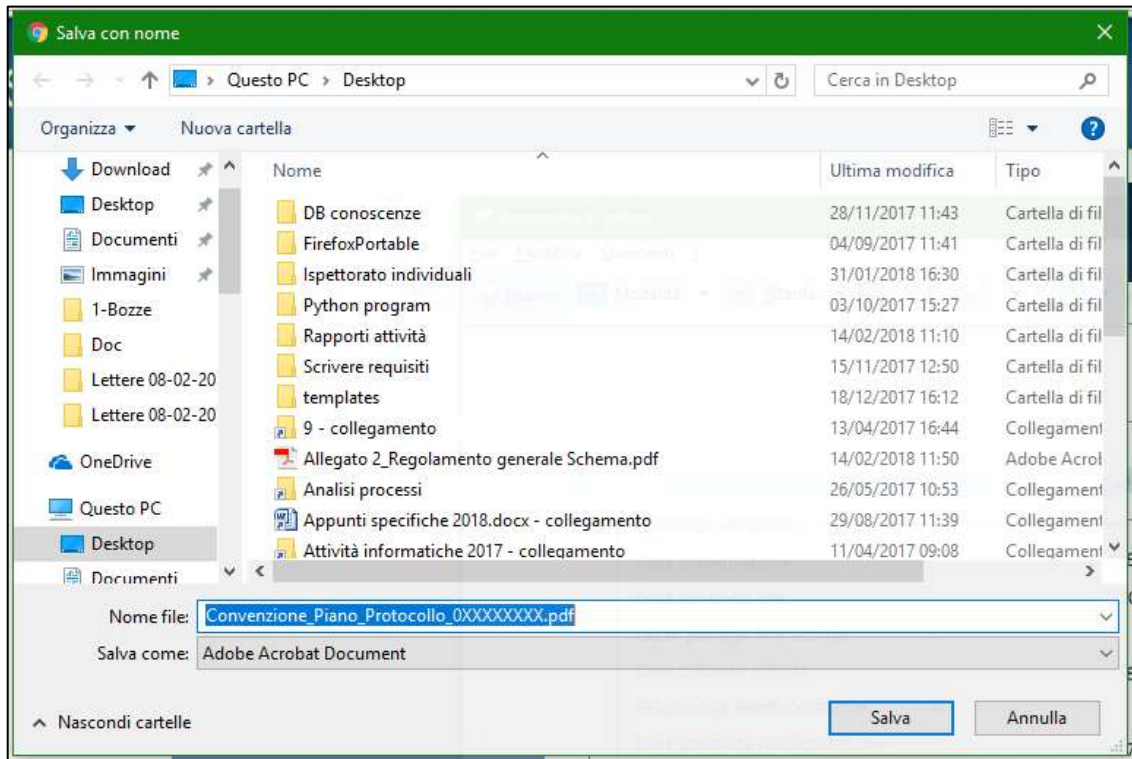 Salva con nome
Questo PC > Desktop
Cerca in Desktop
Organizza
Nuova cartella
Download
Desktop
Documenti
Immagini
1-Bozze
Doc
Lettere 08-02-20
Lettere 08-02-20
OneDrive
Questo PC
Desktop
Documenti
Nome Ultima modifica Tipo
DB conoscenze 28/11/2017 11:43 Cartella di fil
FirefoxPortable 04/09/2017 11:41 Cartella di fil
Ispettorato individuali 31/01/2018 16:30 Cartella di fil
Python program 03/10/2017 15:27 Cartella di fil
Rapporti attività 14/02/2018 11:10 Cartella di fil
Scrivere requisiti 15/11/2017 12:50 Cartella di fil
templates 18/12/2017 16:12 Cartella di fil
9 - collegamento 13/04/2017 16:44 Collegament
Allegato 2_Regolamento generale Schema.pdf 14/02/2018 11:50 Adobe Acrob
Analisi processi 26/05/2017 10:53 Collegament
Appunti specifiche 2018.docx - collegamento 29/08/2017 11:39 Collegament
Attività informatiche 2017 - collegamento 11/04/2017 09:08 Collegament
Nome file: Convenzione_Piano_Protocollo_0XXXXXXXX.pdf
Salva come: Adobe Acrobat Document
Nascondi cartelle
Salva
Annulla